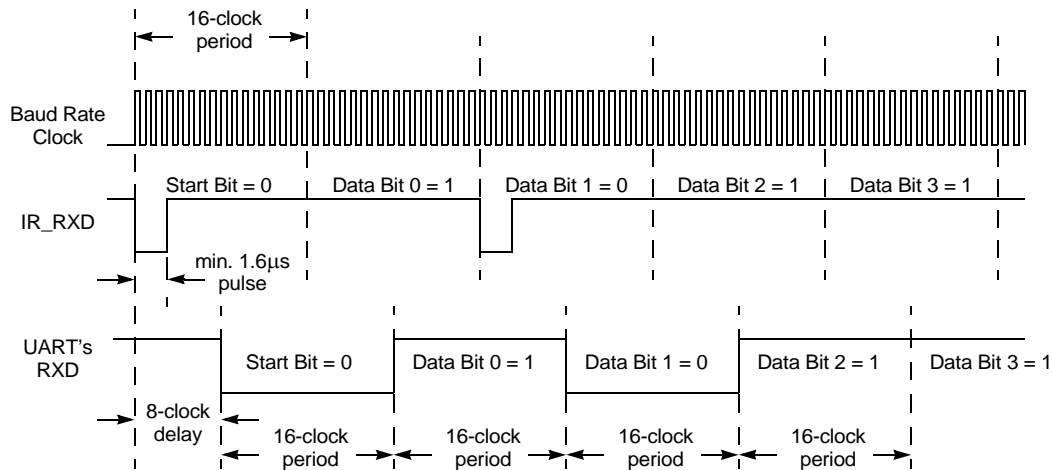 16-clock
period
Baud Rate
Clock
Start Bit = 0
Data Bit 0 = 1
Data Bit 1 = 0
Data Bit 2 = 1
Data Bit 3 = 1
IR_RXD
min. 1.6μs
pulse
UART's
RXD
Start Bit = 0
Data Bit 0 = 1
Data Bit 1 = 0
Data Bit 2 = 1
Data Bit 3 = 1
8-clock
delay
16-clock
period
16-clock
period
16-clock
period
16-clock
period